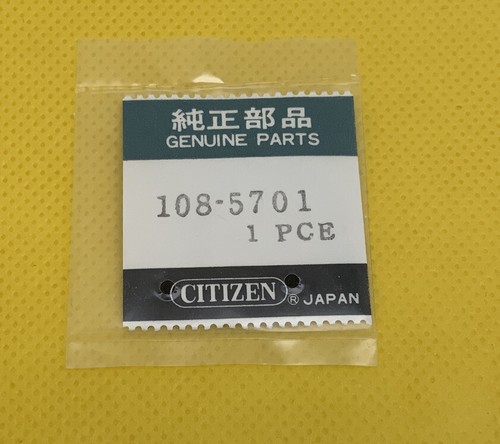 純正部品
GENUINE PARTS
108-5701
1 PCE
CITIZEN ® JAPAN